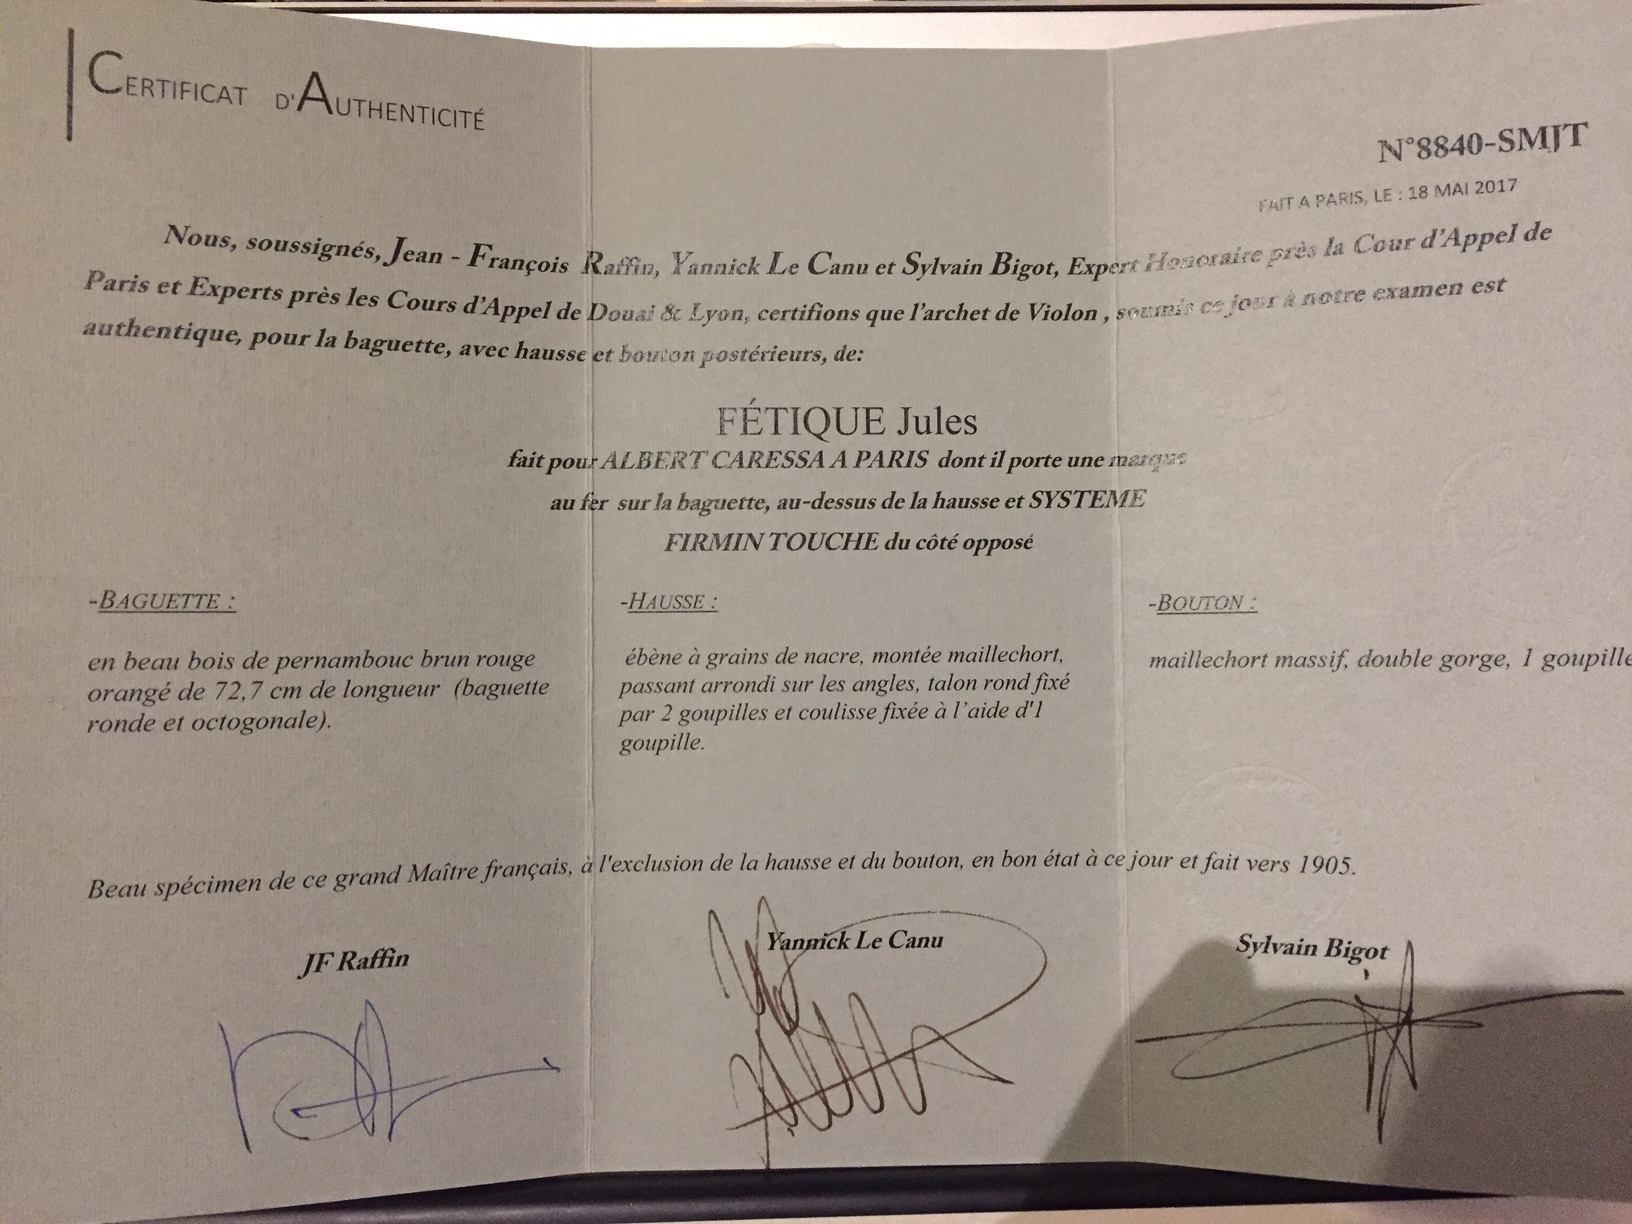 CERTIFICAT D'AUTHENTICITÉ
N°8840-SMJT
FAIT A PARIS, LE : 18 MAI 2017
Nous, soussignés, Jean - François Raffin, Yannick Le Canu et Sylvain Bigot, Expert Honoraire près la Cour d'Appel de
Paris et Experts près les Cours d'Appel de Douai & Lyon, certifions que l'archet de Violon , soumis ce jour à notre examen est
authentique, pour la baguette, avec hausse et bouton postérieurs, de:
FÉTIQUE Jules
fait pour ALBERT CARESSA A PARIS dont il porte une marque
au fer sur la baguette, au-dessus de la hausse et SYSTEME
FIRMIN TOUCHE du côté opposé
-BAGUETTE :
en beau bois de pernambouc brun rouge
orangé de 72,7 cm de longueur (baguette
ronde et octogonale).
-HAUSSE :
ébène à grains de nacre, montée maillechort,
passant arrondi sur les angles, talon rond fixé
par 2 goupilles et coulisse fixée à l'aide d'1
goupille.
-BOUTON :
maillechort massif, double gorge, 1 goupille
Beau spécimen de ce grand Maître français, à l'exclusion de la hausse et du bouton, en bon état à ce jour et fait vers 1905.
JF Raffin
Yannick Le Canu
Sylvain Bigot